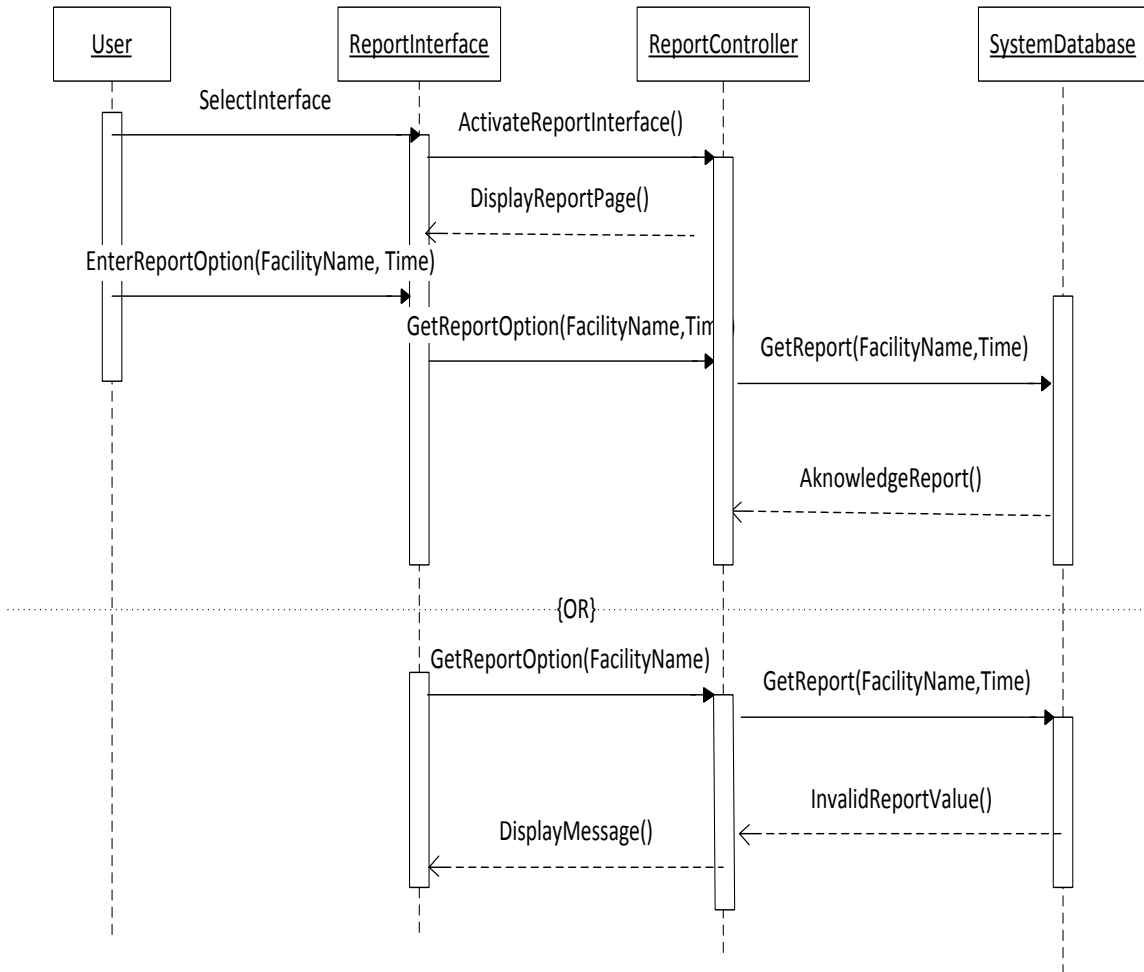 User
ReportInterface
ReportController
SystemDatabase
SelectInterface
ActivateReportInterface()
DisplayReportPage()
EnterReportOption(FacilityName, Time)
GetReportOption(FacilityName,Tim )
GetReport(FacilityName,Time)
AknowledgeReport()
{OR}
GetReportOption(FacilityName)
GetReport(FacilityName,Time)
InvalidReportValue()
DisplayMessage()